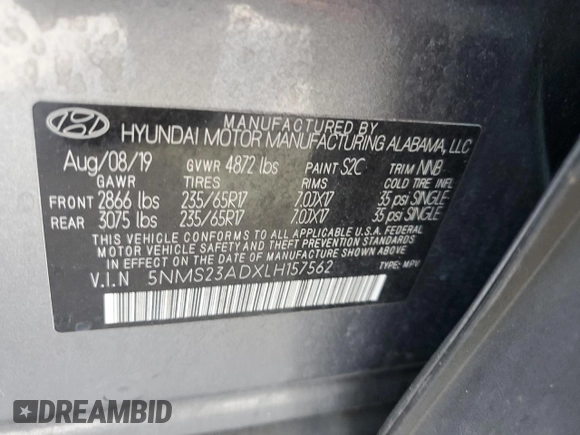 MANUFACTURED BY
HYUNDAI MOTOR MANUFACTURING ALABAMA, LLC
Aug/08/19 GVWR 4872 lbs PAINT S2C TRIM NNB
GAWR TIRES RIMS COLD TIRE INFL
FRONT 2866 lbs 235/65R17 7.0JX17 35 psi SINGLE
REAR 3075 lbs 235/65R17 7.0JX17 35 psi SINGLE
THIS VEHICLE CONFORMS TO ALL APPLICABLE U.S.A. FEDERAL
MOTOR VEHICLE SAFETY AND THEFT PREVENTION STANDARDS
IN EFFECT ON THE DATE OF MANUFACTURE SHOWN ABOVE.
V.I.N 5NMS23ADXLH157562 TYPE: MPV
DREAMBID